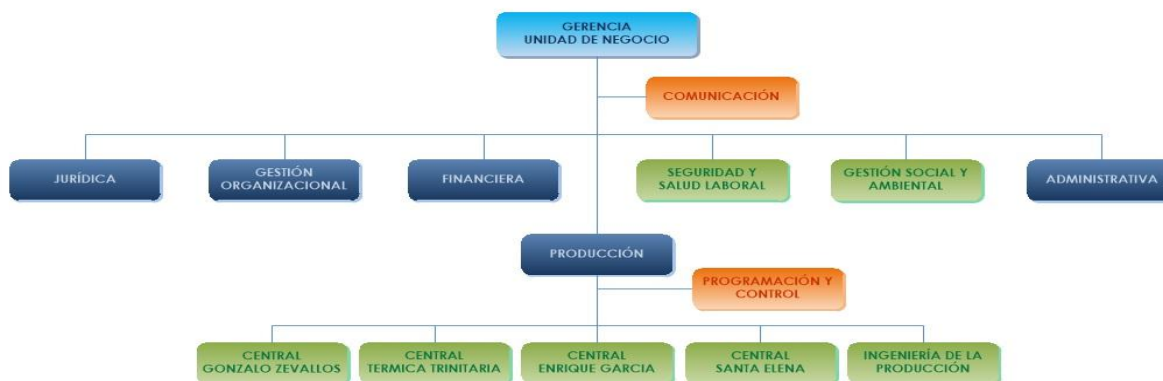 GERENCIA
UNIDAD DE NEGOCIO
COMUNICACIÓN
JURÍDICA
GESTIÓN
ORGANIZACIONAL
FINANCIERA
SEGURIDAD Y
SALUD LABORAL
GESTIÓN SOCIAL Y
AMBIENTAL
ADMINISTRATIVA
PRODUCCIÓN
PROGRAMACIÓN Y
CONTROL
CENTRAL
GONZALO ZEVALLOS
CENTRAL
TERMICA TRINITARIA
CENTRAL
ENRIQUE GARCIA
CENTRAL
SANTA ELENA
INGENIERÍA DE LA
PRODUCCIÓN